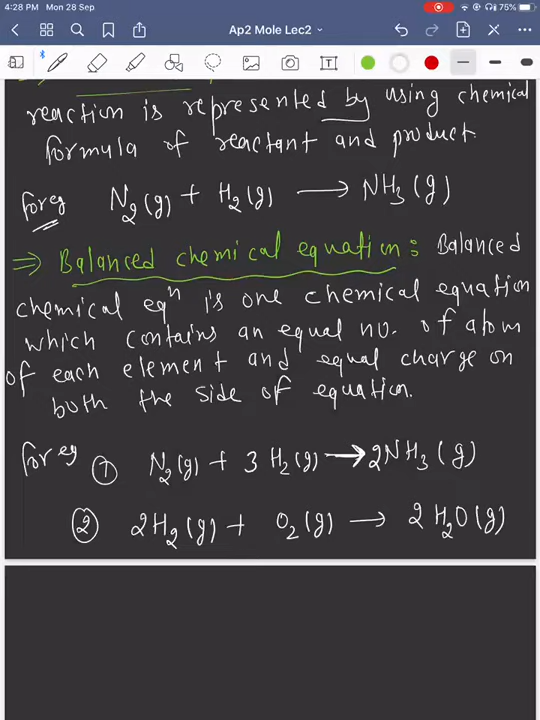 4:28 PM Mon 28 Sep
75%
Ap2 Mole Lec2
reaction is represented by using chemical
formula of reactant and product.
for eg N₂(g) + H₂(g) ⟶ NH₃(g)
⇒ Balanced chemical equation : Balanced
chemical eqⁿ is one chemical equation
which contains an equal no. of atom
of each element and equal charge on
both the side of equation.
for eg ① N₂(g) + 3 H₂(g) ⟶ 2NH₃(g)
② 2H₂(g) + O₂(g) ⟶ 2 H₂O(g)